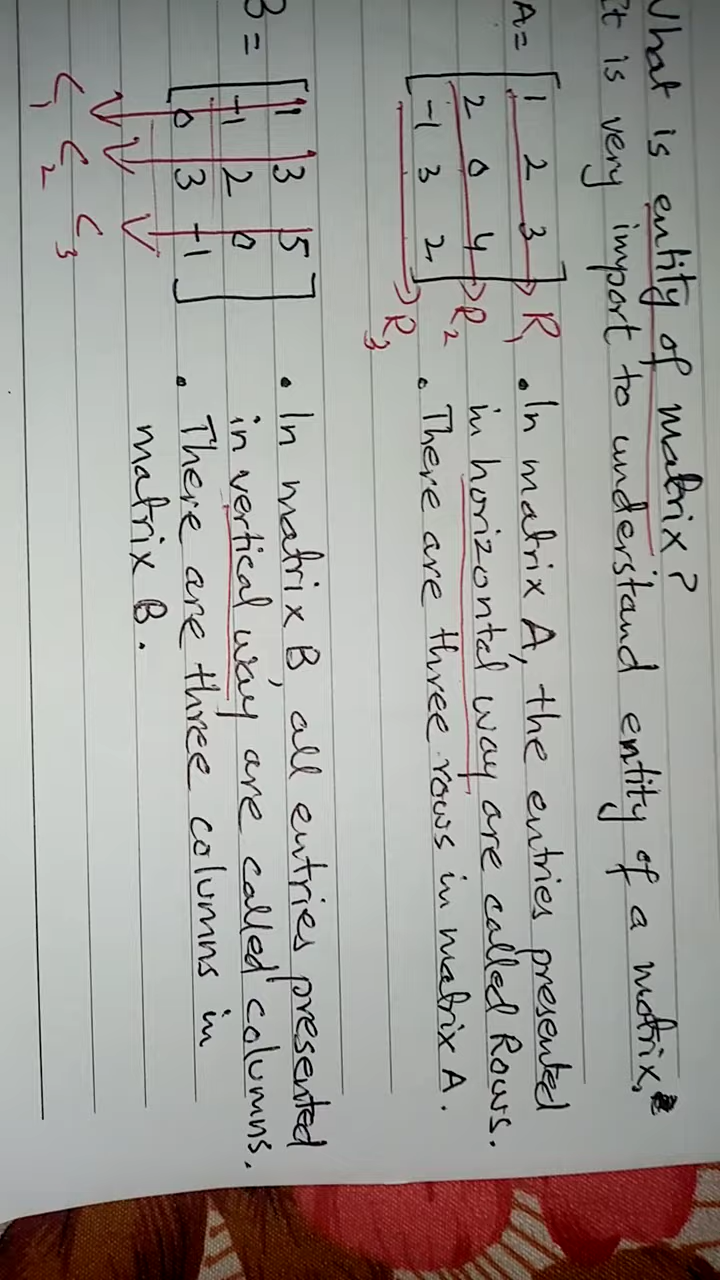 What is entity of matrix?
It is very import to understand entity of a matrix.
A = [ 1 2 3 ] → R1 • In matrix 'A', the entries presented
2 0 4 → R2 in horizontal way are called Rows.
-1 3 2 → R3 • There are three rows in matrix A.
B = [ 1 3 5 ] • In matrix 'B', all entries presented
-1 2 0 in vertical way are called columns.
0 3 +1 • There are three columns in
matrix B.
C1 C2 C3